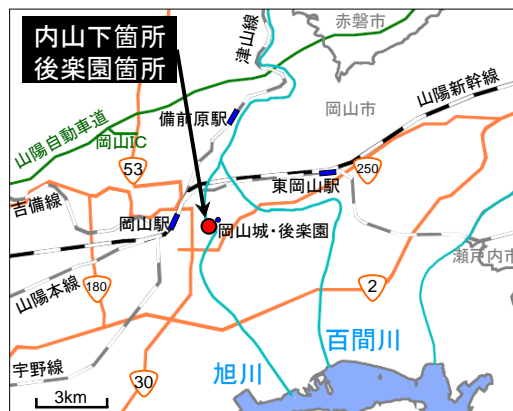 内山下箇所
後楽園箇所
津山線
赤磐市
備前原駅
岡山市
山陽新幹線
山陽自動車道
岡山IC
53
250
東岡山駅
吉備線
岡山駅
岡山城・後楽園
瀬戸内市
180
山陽本線
2
百間川
宇野線
旭川
30
3km